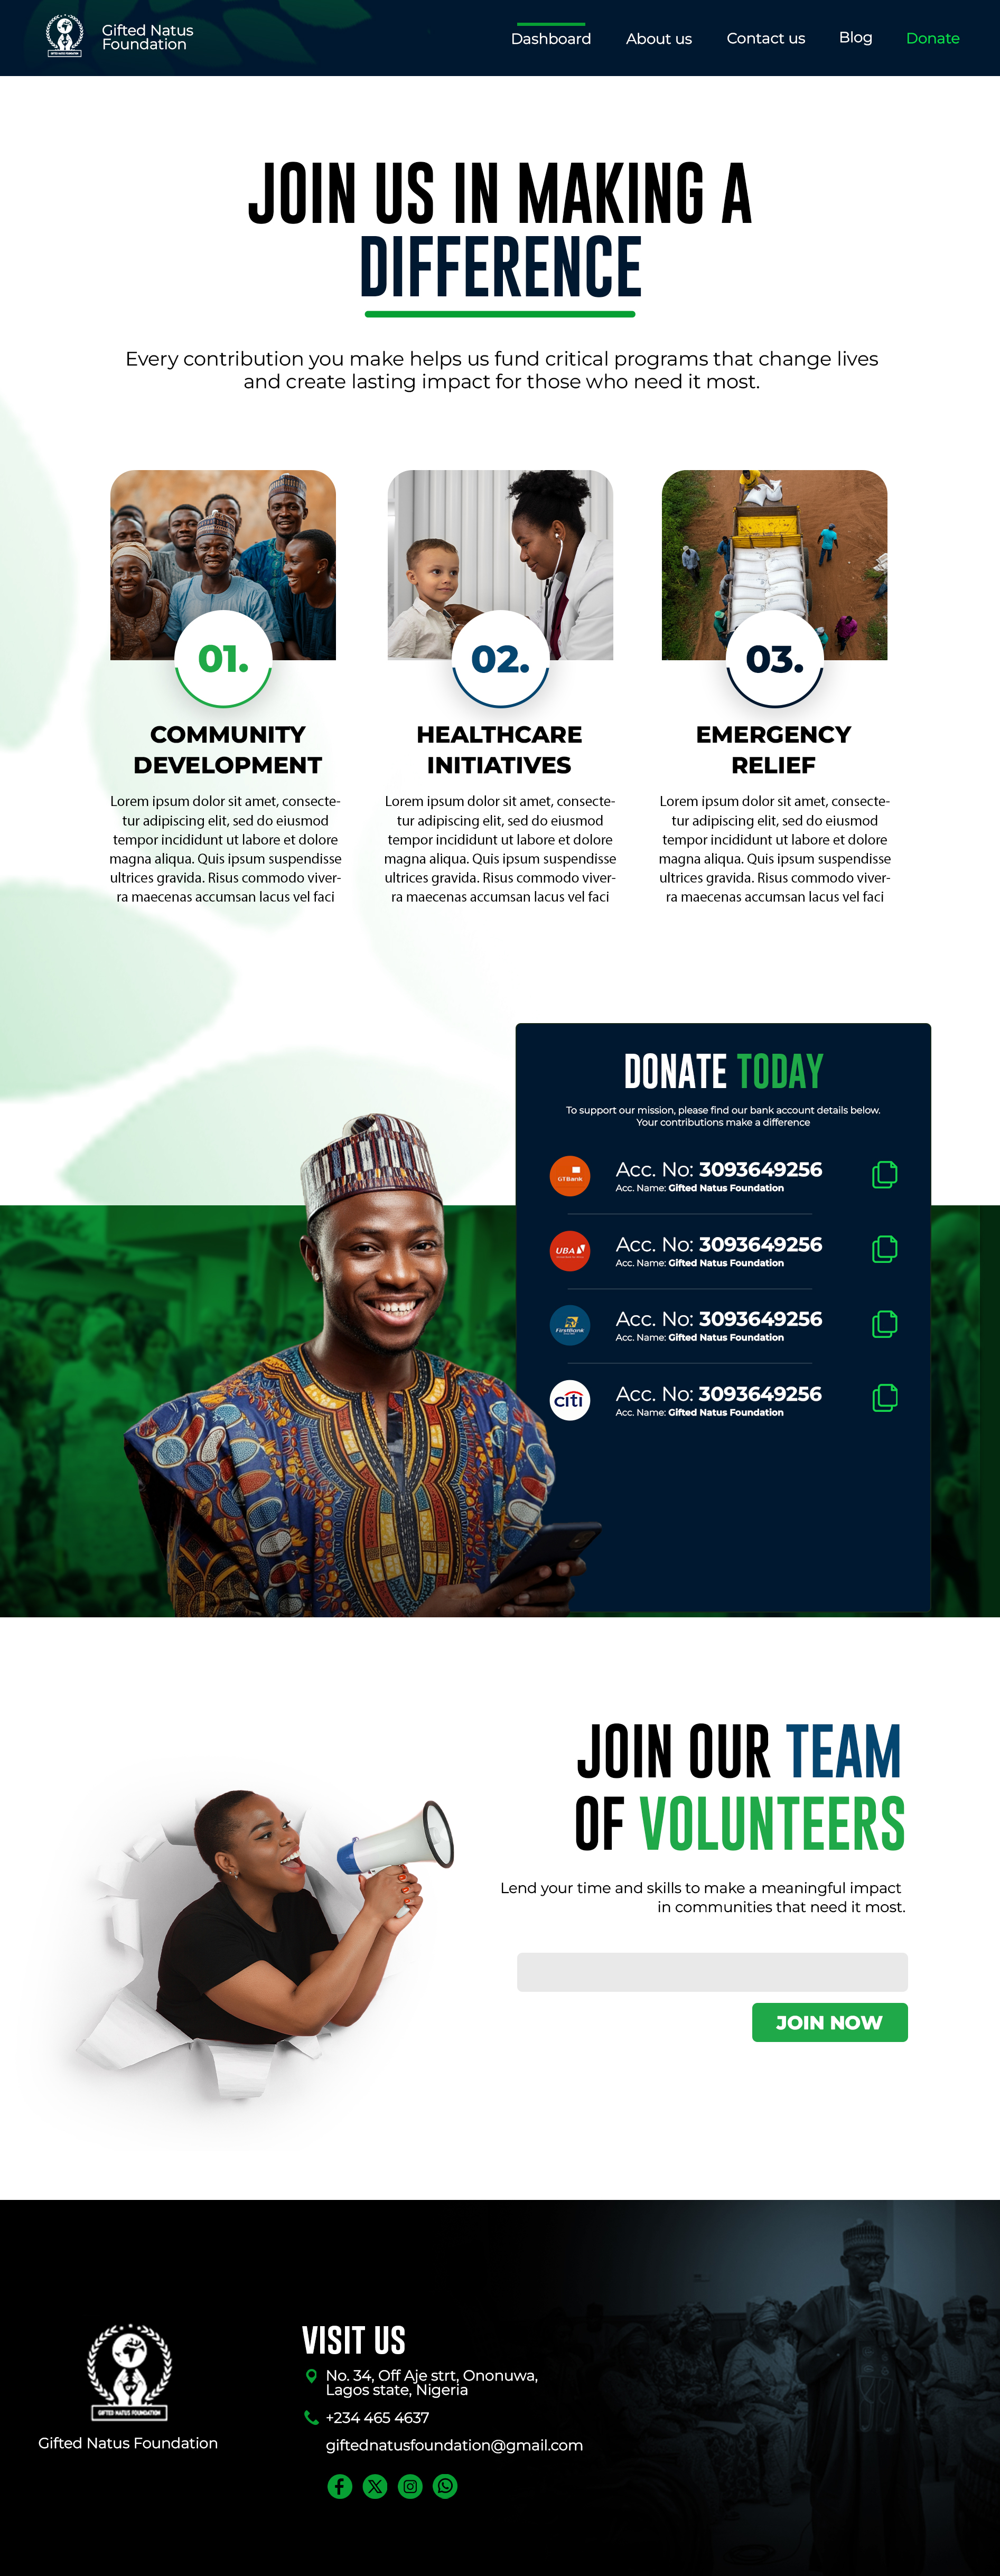 Gifted Natus
Foundation
Dashboard
About us
Contact us
Blog
Donate
JOIN US IN MAKING A
DIFFERENCE
Every contribution you make helps us fund critical programs that change lives
and create lasting impact for those who need it most.
01.
COMMUNITY
DEVELOPMENT
Lorem ipsum dolor sit amet, consecte-
tur adipiscing elit, sed do eiusmod
tempor incididunt ut labore et dolore
magna aliqua. Quis ipsum suspendisse
ultrices gravida. Risus commodo viver-
ra maecenas accumsan lacus vel faci
02.
HEALTHCARE
INITIATIVES
Lorem ipsum dolor sit amet, consecte-
tur adipiscing elit, sed do eiusmod
tempor incididunt ut labore et dolore
magna aliqua. Quis ipsum suspendisse
ultrices gravida. Risus commodo viver-
ra maecenas accumsan lacus vel faci
03.
EMERGENCY
RELIEF
Lorem ipsum dolor sit amet, consecte-
tur adipiscing elit, sed do eiusmod
tempor incididunt ut labore et dolore
magna aliqua. Quis ipsum suspendisse
ultrices gravida. Risus commodo viver-
ra maecenas accumsan lacus vel faci
DONATE TODAY
To support our mission, please find our bank account details below.
Your contributions make a difference
GTBank
Acc. No: 3093649256
Acc. Name: Gifted Natus Foundation
UBA
Acc. No: 3093649256
Acc. Name: Gifted Natus Foundation
FirstBank
Acc. No: 3093649256
Acc. Name: Gifted Natus Foundation
citi
Acc. No: 3093649256
Acc. Name: Gifted Natus Foundation
JOIN OUR TEAM
OF VOLUNTEERS
Lend your time and skills to make a meaningful impact
in communities that need it most.
JOIN NOW
GIFTED NATUS FOUNDATION
Gifted Natus Foundation
VISIT US
No. 34, Off Aje strt, Ononuwa,
Lagos state, Nigeria
+234 465 4637
giftednatusfoundation@gmail.com